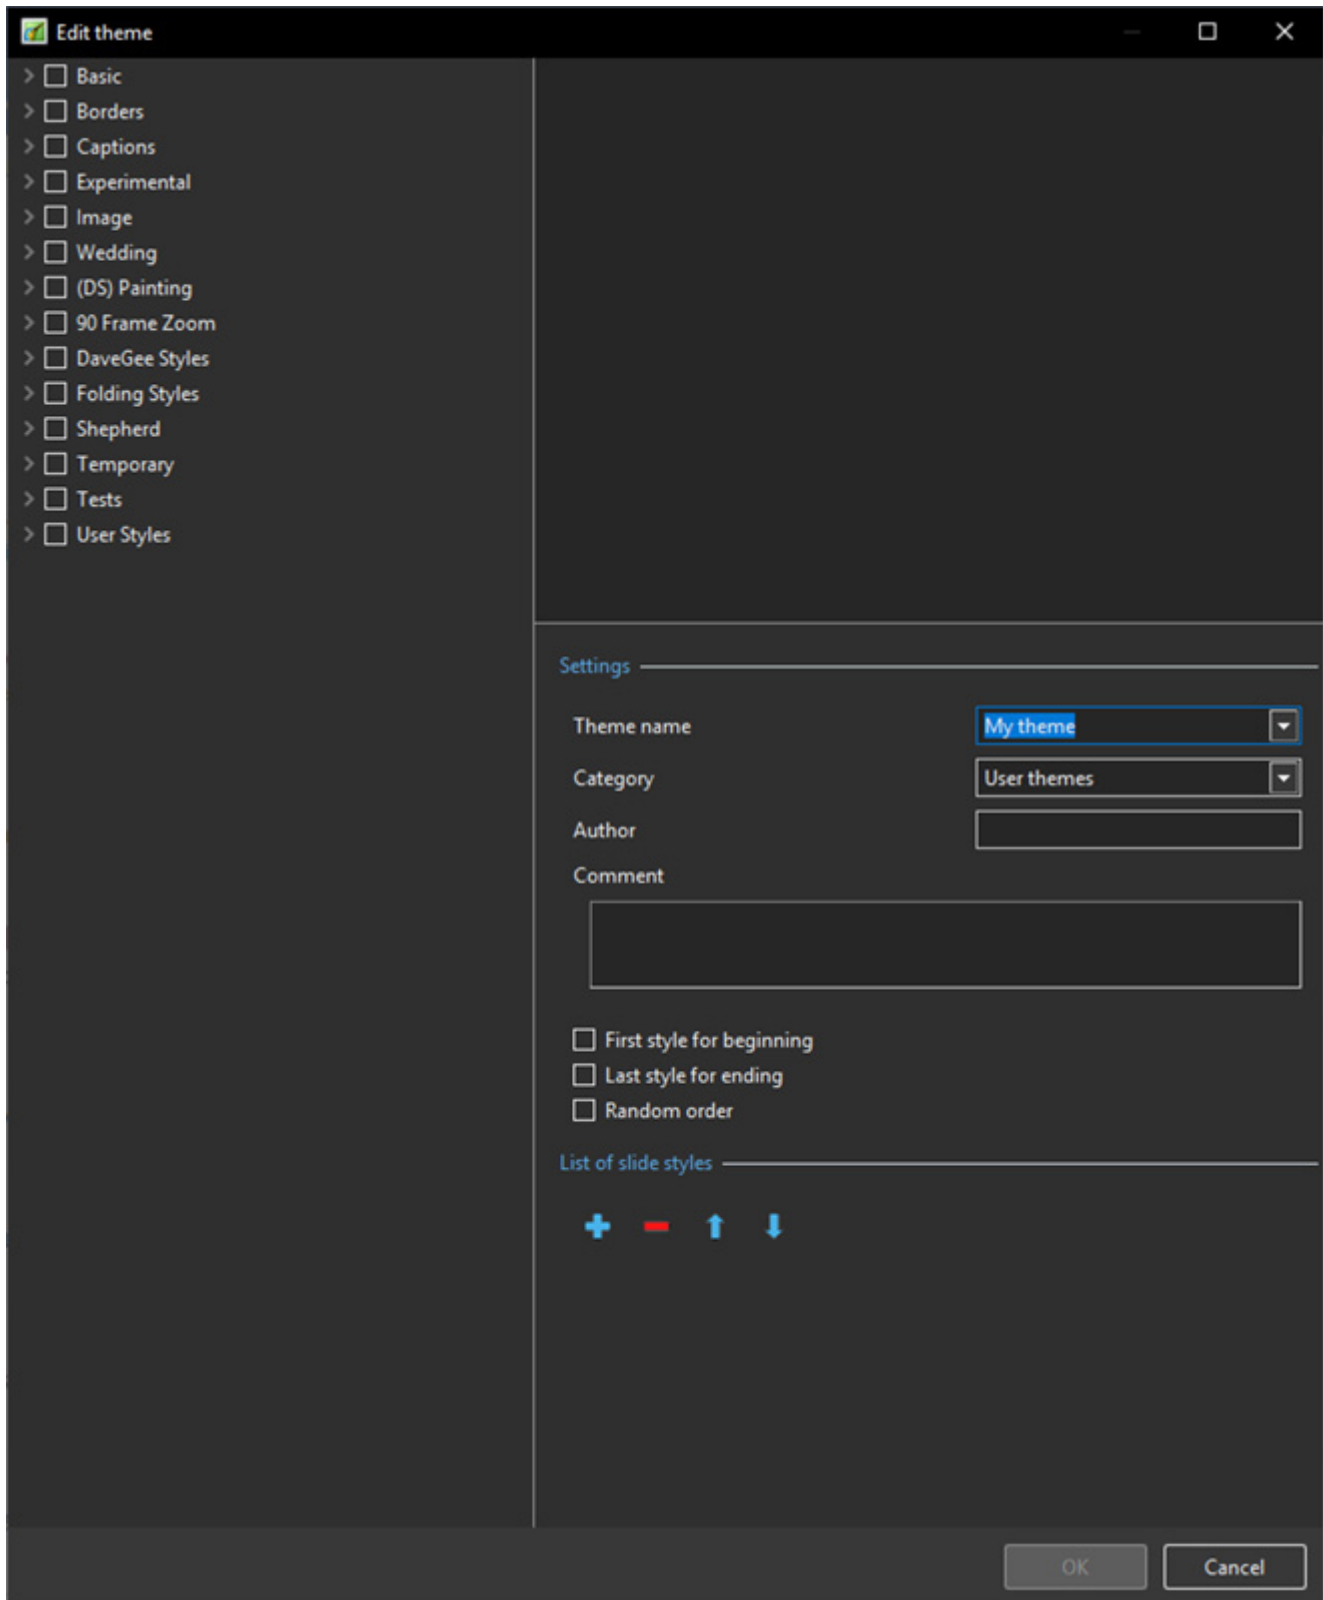 Edit theme
Basic
Borders
Captions
Experimental
Image
Wedding
(DS) Painting
90 Frame Zoom
DaveGee Styles
Folding Styles
Shepherd
Temporary
Tests
User Styles
Settings
Theme name My theme
Category User themes
Author
Comment
First style for beginning
Last style for ending
Random order
List of slide styles
OK Cancel